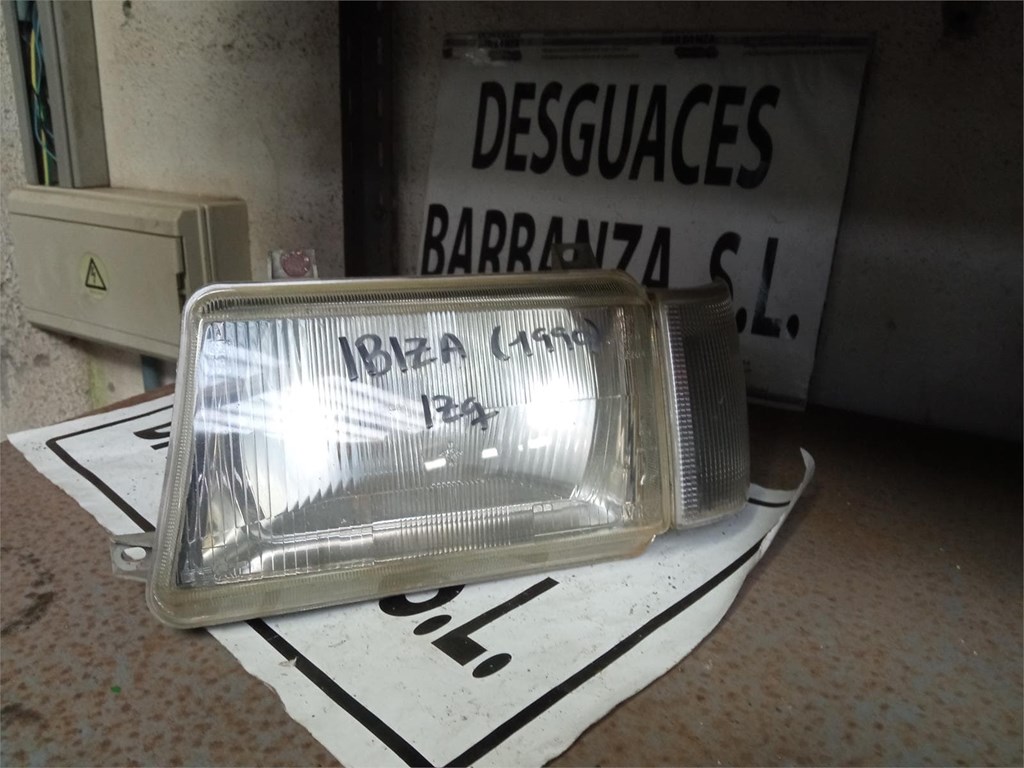 DESGUACES
BARRANZA S.L.
IBIZA (1990)
Izq
S.L.